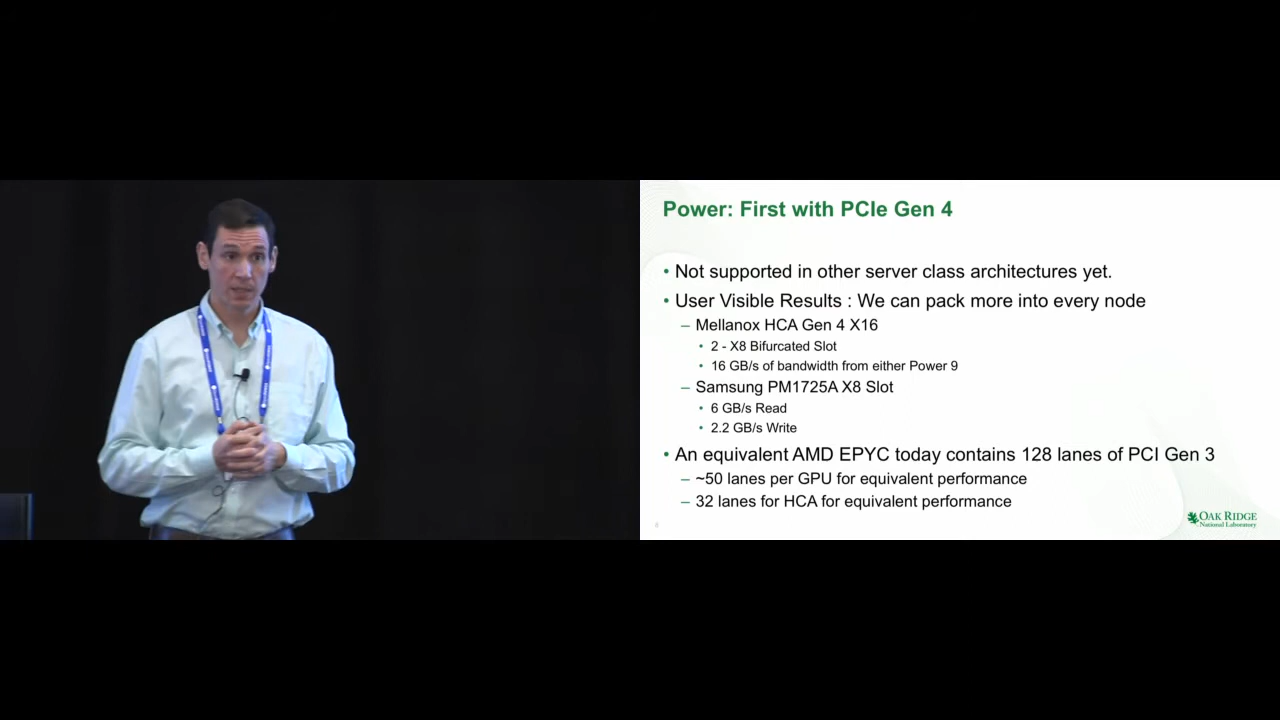 Power: First with PCIe Gen 4
• Not supported in other server class architectures yet.
• User Visible Results : We can pack more into every node
– Mellanox HCA Gen 4 X16
• 2 - X8 Bifurcated Slot
• 16 GB/s of bandwidth from either Power 9
– Samsung PM1725A X8 Slot
• 6 GB/s Read
• 2.2 GB/s Write
• An equivalent AMD EPYC today contains 128 lanes of PCI Gen 3
– ~50 lanes per GPU for equivalent performance
– 32 lanes for HCA for equivalent performance
OAK RIDGE
National Laboratory